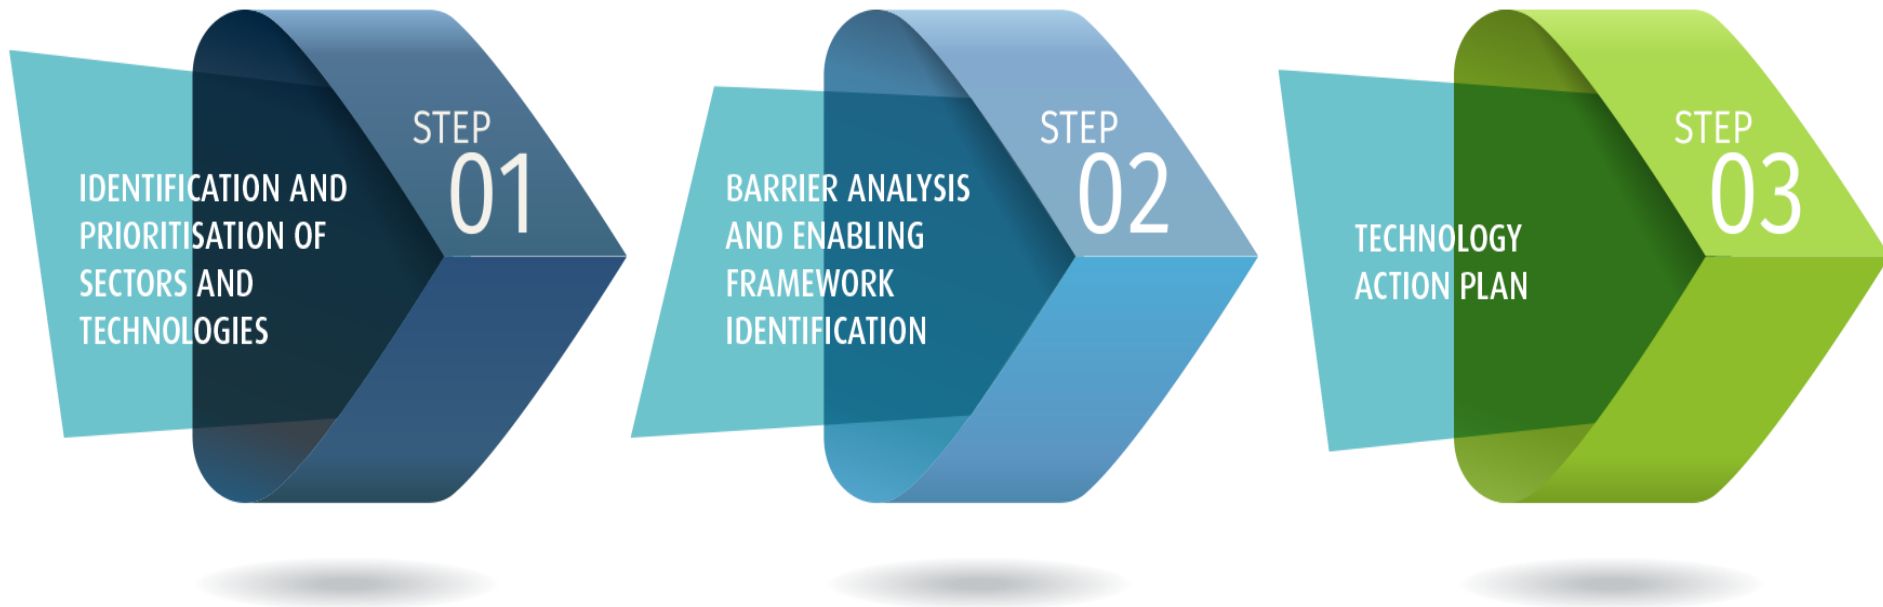 IDENTIFICATION AND
PRIORITISATION OF
SECTORS AND
TECHNOLOGIES
STEP
01
BARRIER ANALYSIS
AND ENABLING
FRAMEWORK
IDENTIFICATION
STEP
02
TECHNOLOGY
ACTION PLAN
STEP
03